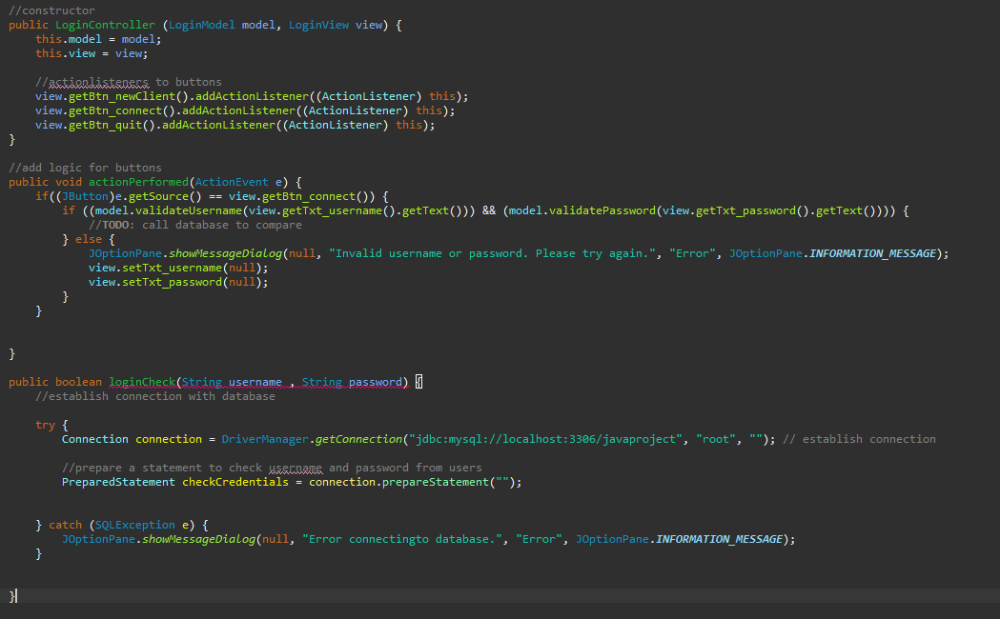 //constructor
public LoginController (LoginModel model, LoginView view) {
this.model = model;
this.view = view;
//actionlisteners to buttons
view.getBtn_newClient().addActionListener((ActionListener) this);
view.getBtn_connect().addActionListener((ActionListener) this);
view.getBtn_quit().addActionListener((ActionListener) this);
}
//add logic for buttons
public void actionPerformed(ActionEvent e) {
if((JButton)e.getSource() == view.getBtn_connect()) {
if ((model.validateUsername(view.getTxt_username().getText())) && (model.validatePassword(view.getTxt_password().getText()))) {
//TODO: call database to compare
} else {
JOptionPane.showMessageDialog(null, "Invalid username or password. Please try again.", "Error", JOptionPane.INFORMATION_MESSAGE);
view.setTxt_username(null);
view.setTxt_password(null);
}
}
}
public boolean loginCheck(String username , String password) {
//establish connection with database
try {
Connection connection = DriverManager.getConnection("jdbc:mysql://localhost:3306/javaproject", "root", ""); // establish connection
//prepare a statement to check username and password from users
PreparedStatement checkCredentials = connection.prepareStatement("");
} catch (SQLException e) {
JOptionPane.showMessageDialog(null, "Error connectingto database.", "Error", JOptionPane.INFORMATION_MESSAGE);
}
}